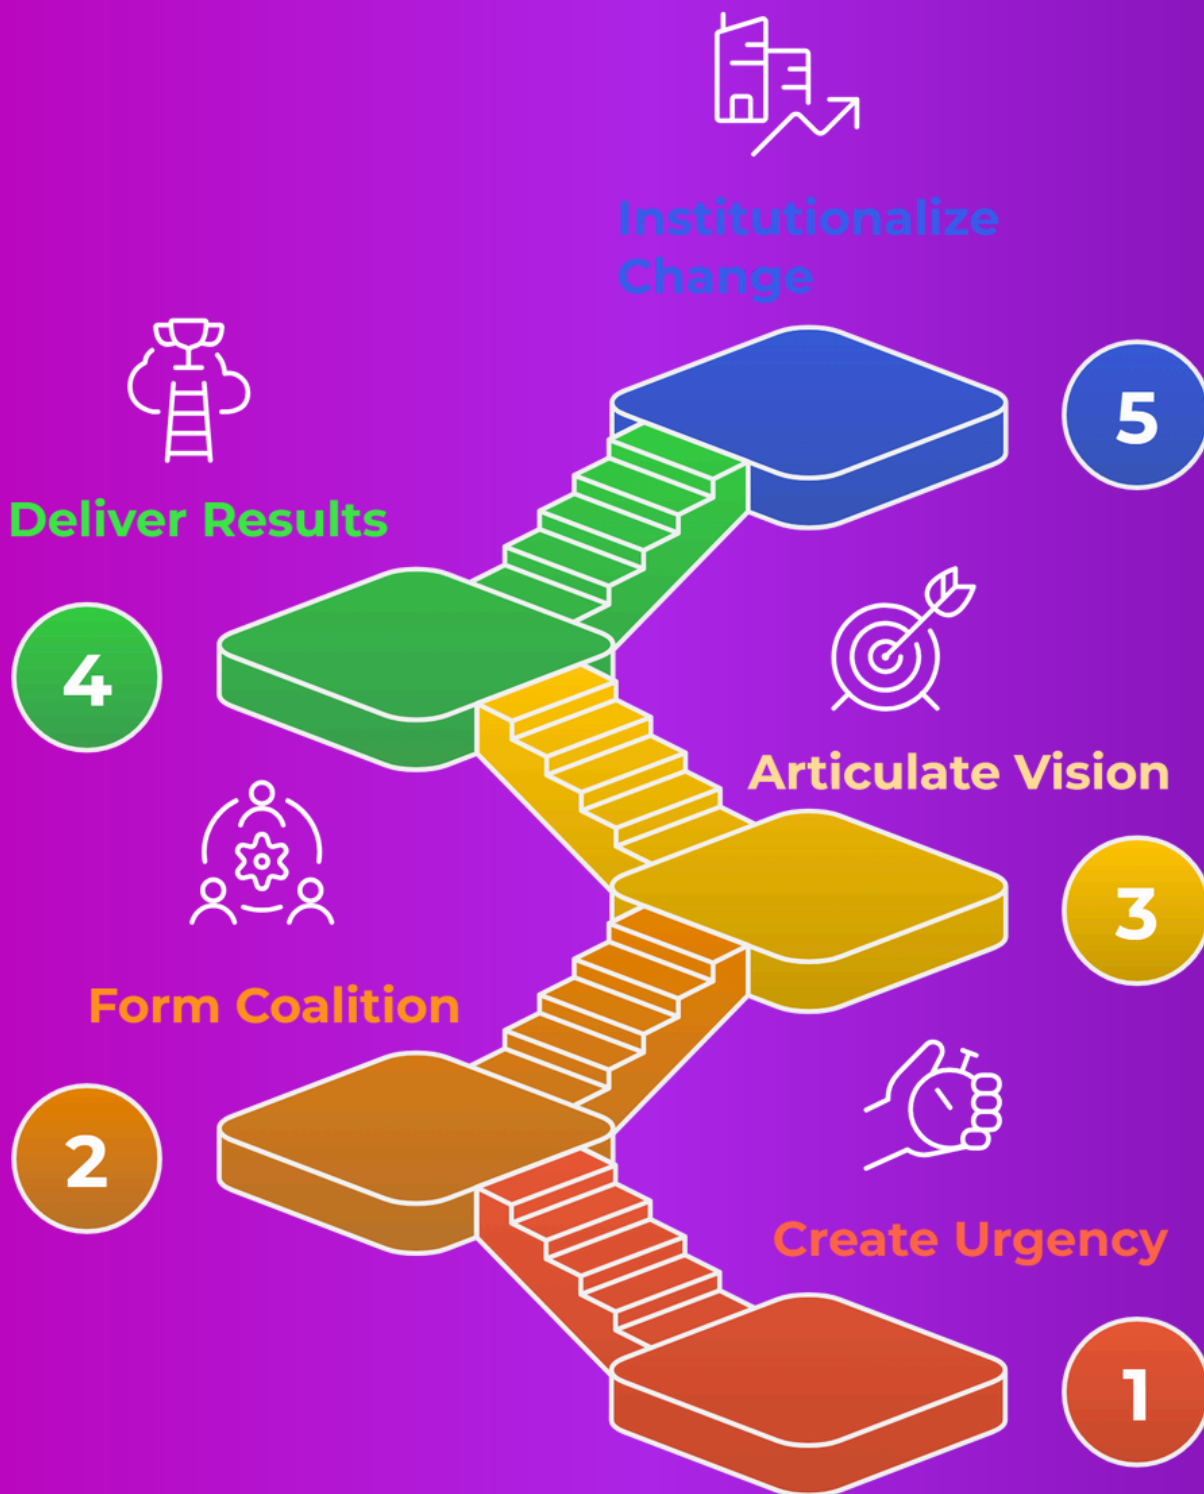 Institutionalize
Change
5
Deliver Results
4
Articulate Vision
3
Form Coalition
2
Create Urgency
1